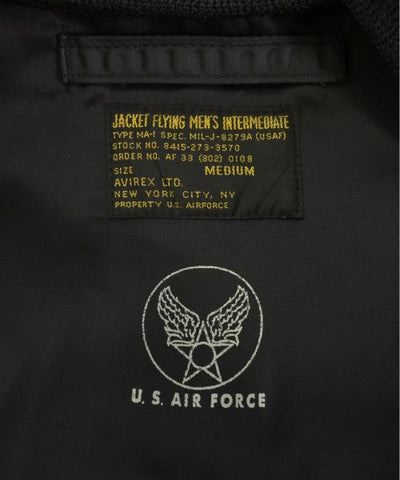 JACKET FLYING MEN'S INTERMEDIATE
TYPE MA-1 SPEC. MIL-J-8279A (USAF)
STOCK NO. 8415-273-3570
ORDER NO. AF 33 (802) 0108
SIZE MEDIUM
AVIREX LTD.
NEW YORK CITY, NY
PROPERTY U.S. AIRFORCE
U. S. AIR FORCE